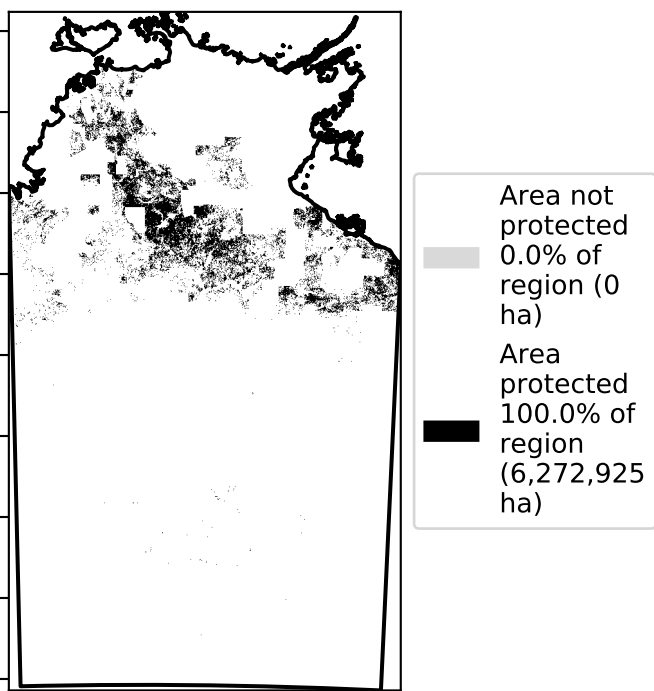 Area not
protected
0.0% of
region (0
ha)
Area
protected
100.0% of
region
(6,272,925
ha)